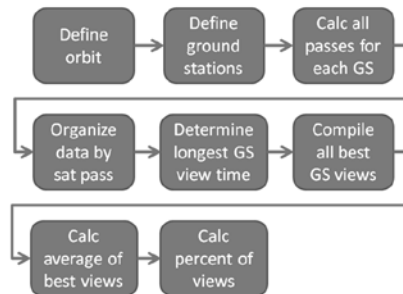 Define
orbit
Define
ground
stations
Calc all
passes for
each GS
Organize
data by
sat pass
Determine
longest GS
view time
Compile
all best
GS views
Calc
average of
best views
Calc
percent of
views